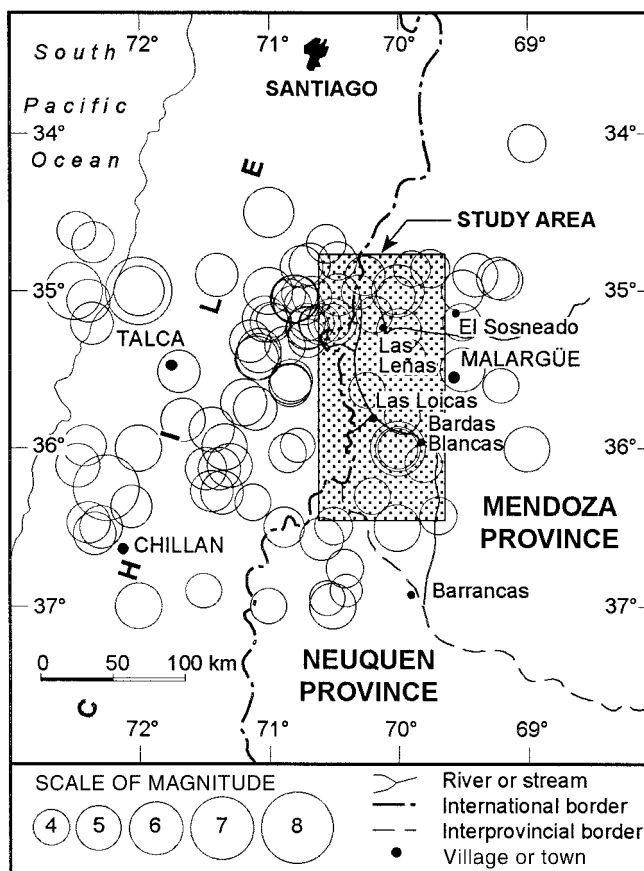 72° 71° 70° 69°
South
Pacific
Ocean
SANTIAGO
34° 34°
STUDY AREA
35° 35°
TALCA
El Sosneado
Las
Leñas
MALARGÜE
Las Loicas
Bardas
Blancas
36° 36°
MENDOZA
PROVINCE
CHILLAN
37° 37°
Barrancas
0 50 100 km
NEUQUEN
PROVINCE
C H I L E
72° 71° 70° 69°
SCALE OF MAGNITUDE
4 5 6 7 8
River or stream
International border
Interprovincial border
Village or town